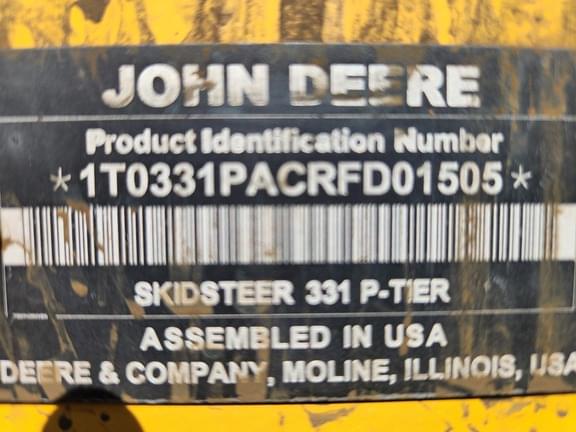 JOHN DEERE
Product Identification Number
*1T0331PACRFD01505*
SKIDSTEER 331 P-TIER
ASSEMBLED IN USA
DEERE & COMPANY, MOLINE, ILLINOIS, USA